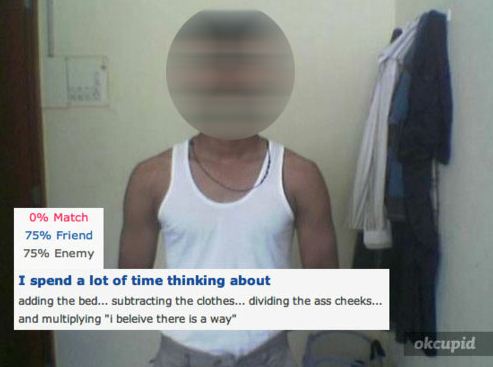 0% Match
75% Friend
75% Enemy
I spend a lot of time thinking about
adding the bed... subtracting the clothes... dividing the ass cheeks...
and multiplying "i beleive there is a way"
okcupid